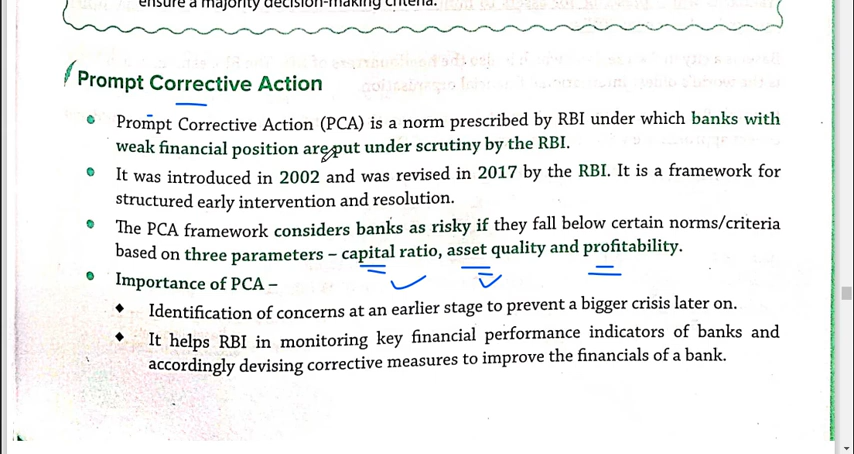 ensure a majority decision-making criteria.
Prompt Corrective Action
Prompt Corrective Action (PCA) is a norm prescribed by RBI under which banks with
weak financial position are put under scrutiny by the RBI.
It was introduced in 2002 and was revised in 2017 by the RBI. It is a framework for
structured early intervention and resolution.
The PCA framework considers banks as risky if they fall below certain norms/criteria
based on three parameters – capital ratio, asset quality and profitability.
Importance of PCA –
Identification of concerns at an earlier stage to prevent a bigger crisis later on.
It helps RBI in monitoring key financial performance indicators of banks and
accordingly devising corrective measures to improve the financials of a bank.